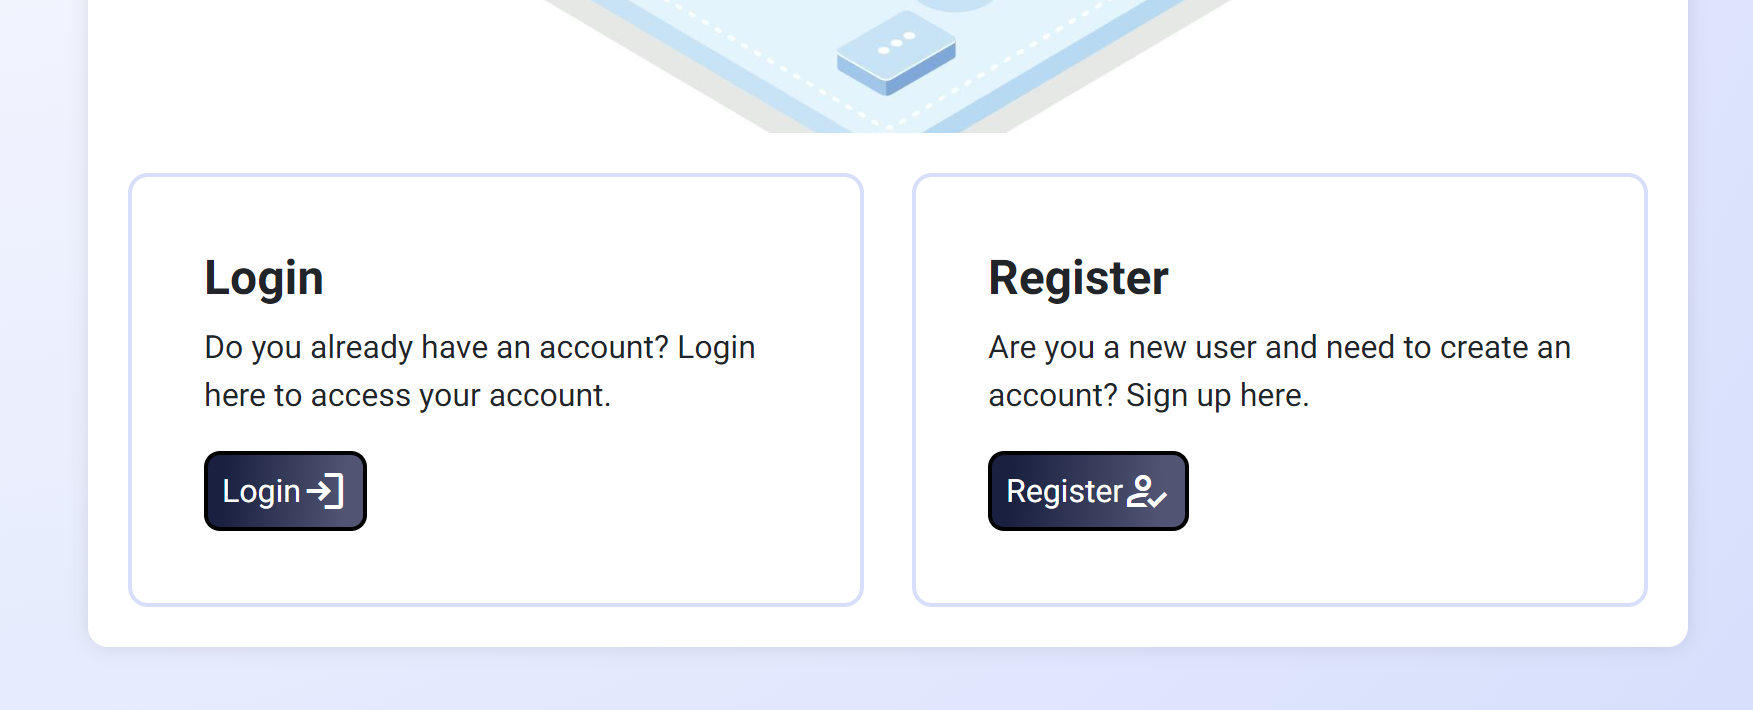 Login
Do you already have an account? Login
here to access your account.
Login
Register
Are you a new user and need to create an
account? Sign up here.
Register